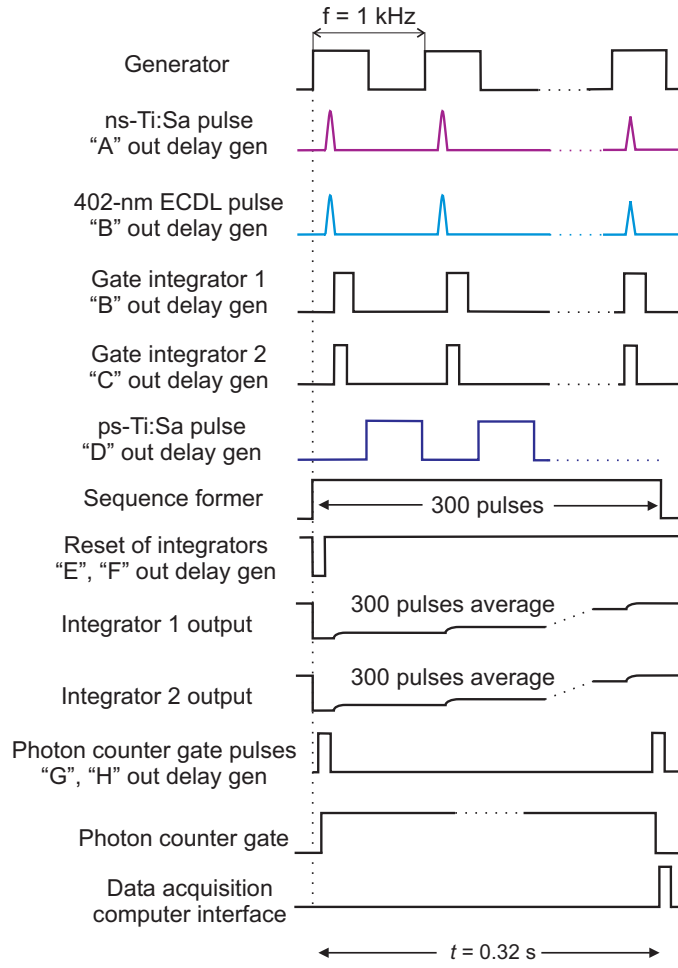 f = 1 kHz
Generator
ns-Ti:Sa pulse
“A” out delay gen
402-nm ECDL pulse
“B” out delay gen
Gate integrator 1
“B” out delay gen
Gate integrator 2
“C” out delay gen
ps-Ti:Sa pulse
“D” out delay gen
Sequence former
300 pulses
Reset of integrators
“E”, “F” out delay gen
300 pulses average
Integrator 1 output
300 pulses average
Integrator 2 output
Photon counter gate pulses
“G”, “H” out delay gen
Photon counter gate
Data acquisition
computer interface
t = 0.32 s